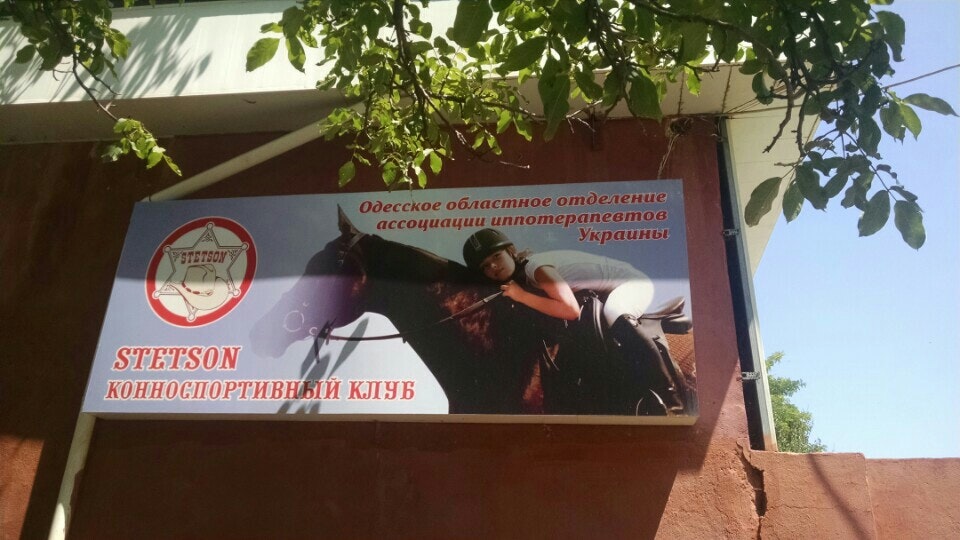 Одесское областное отделение
ассоциации иппотерапевтов
Украины
STETSON
STETSON
КОННОСПОРТИВНЫЙ КЛУБ